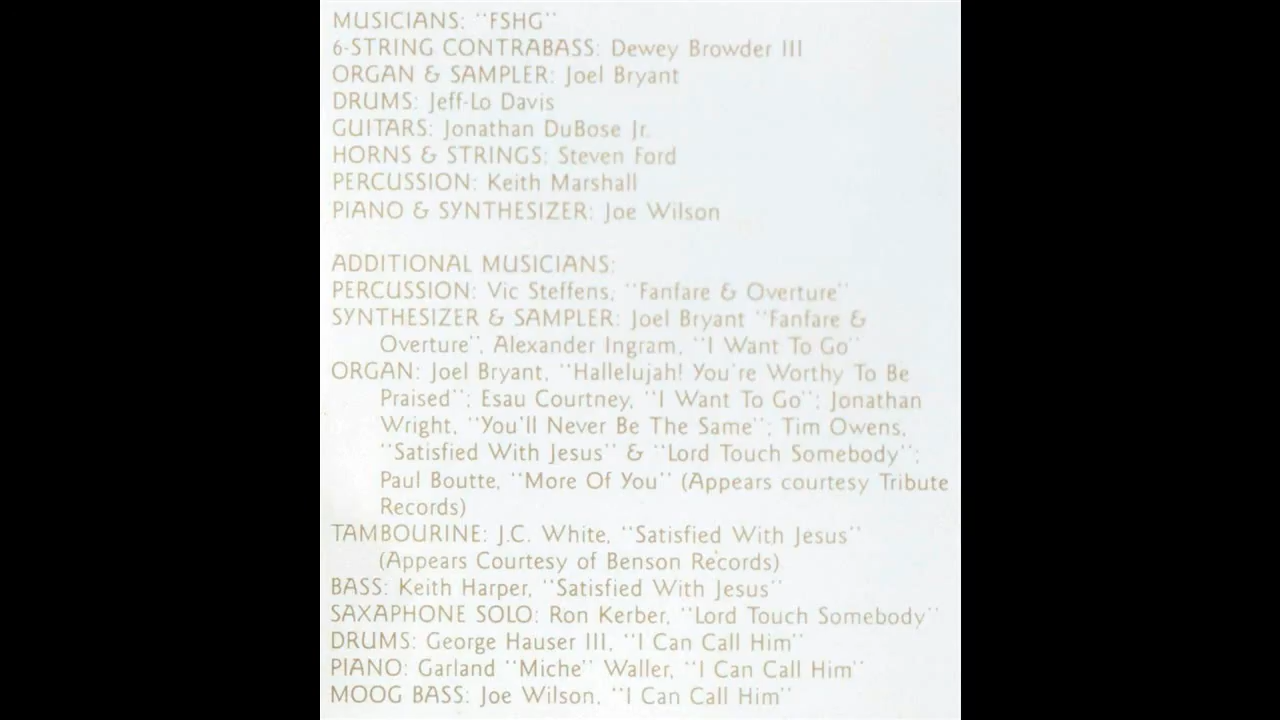 MUSICIANS: "FSHG"
6-STRING CONTRABASS: Dewey Browder III
ORGAN & SAMPLER: Joel Bryant
DRUMS: Jeff-Lo Davis
GUITARS: Jonathan DuBose Jr.
HORNS & STRINGS: Steven Ford
PERCUSSION: Keith Marshall
PIANO & SYNTHESIZER: Joe Wilson
ADDITIONAL MUSICIANS:
PERCUSSION: Vic Steffens, "Fanfare & Overture"
SYNTHESIZER & SAMPLER: Joel Bryant "Fanfare &
Overture", Alexander Ingram, "I Want To Go"
ORGAN: Joel Bryant, "Hallelujah! You're Worthy To Be
Praised"; Esau Courtney, "I Want To Go"; Jonathan
Wright, "You'll Never Be The Same"; Tim Owens,
"Satisfied With Jesus" & "Lord Touch Somebody";
Paul Boutte, "More Of You" (Appears courtesy Tribute
Records)
TAMBOURINE: J.C. White, "Satisfied With Jesus"
(Appears Courtesy of Benson Records)
BASS: Keith Harper, "Satisfied With Jesus"
SAXAPHONE SOLO: Ron Kerber, "Lord Touch Somebody"
DRUMS: George Hauser III, "I Can Call Him"
PIANO: Garland "Miche" Waller, "I Can Call Him"
MOOG BASS: Joe Wilson, "I Can Call Him"